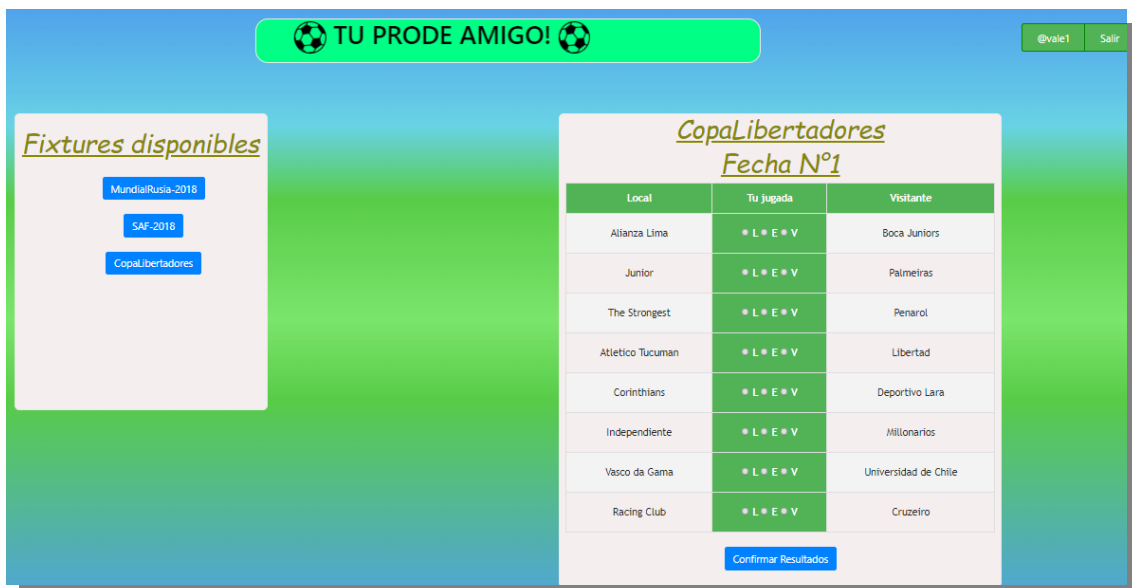 TU PRODE AMIGO!
@vale1 Salir
Fixtures disponibles
MundialRusia-2018
SAF-2018
CopaLibertadores
CopaLibertadores
Fecha N°1
Local Tu jugada Visitante
Alianza Lima L E V Boca Juniors
Junior L E V Palmeiras
The Strongest L E V Penarol
Atletico Tucuman L E V Libertad
Corinthians L E V Deportivo Lara
Independiente L E V Millonarios
Vasco da Gama L E V Universidad de Chile
Racing Club L E V Cruzeiro
Confirmar Resultados